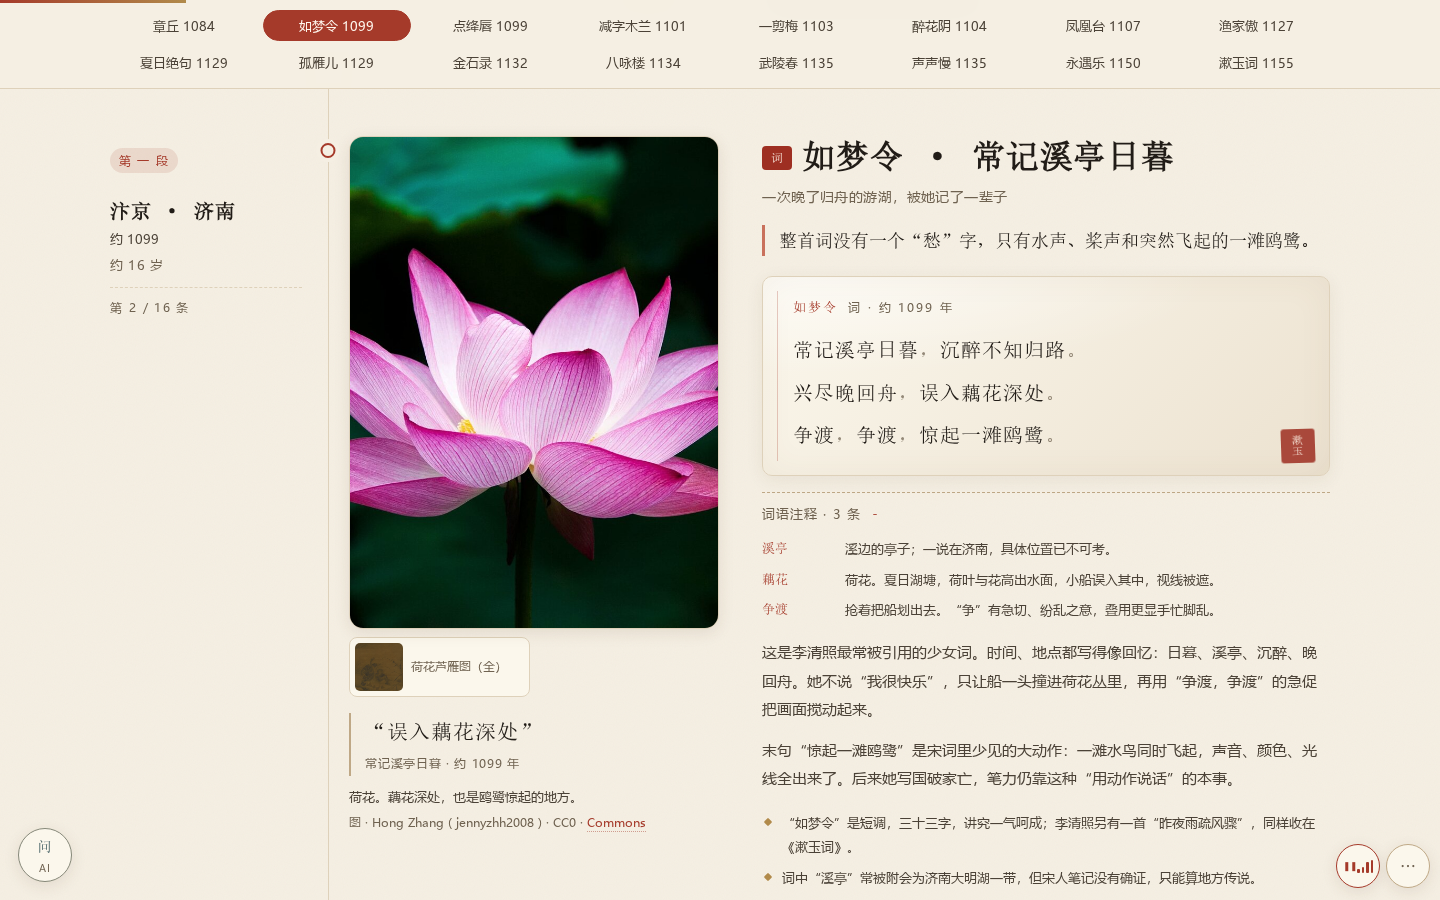 章丘 1084
如梦令 1099
点绛唇 1099
减字木兰 1101
一剪梅 1103
醉花阴 1104
凤凰台 1107
渔家傲 1127
夏日绝句 1129
孤雁儿 1129
金石录 1132
八咏楼 1134
武陵春 1135
声声慢 1135
永遇乐 1150
漱玉词 1155
第一段
汴京 · 济南
约 1099
约 16 岁
第 2 / 16 条
荷花芦雁图（全）
“误入藕花深处”
常记溪亭日暮 · 约 1099 年
荷花。藕花深处，也是鸥鹭惊起的地方。
图 · Hong Zhang ( jennyzhh2008 ) · CC0 · Commons
词 如梦令 · 常记溪亭日暮
一次晚了归舟的游湖，被她记了一辈子
整首词没有一个“愁”字，只有水声、桨声和突然飞起的一滩鸥鹭。
如梦令 词 · 约 1099 年
常记溪亭日暮，沉醉不知归路。
兴尽晚回舟，误入藕花深处。
争渡，争渡，惊起一滩鸥鹭。
漱玉
词语注释 · 3 条 -
溪亭 溪边的亭子；一说在济南，具体位置已不可考。
藕花 荷花。夏日湖塘，荷叶与花高出水面，小船误入其中，视线被遮。
争渡 抢着把船划出去。“争”有急切、纷乱之意，叠用更显手忙脚乱。
这是李清照最常被引用的少女词。时间、地点都写得像回忆：日暮、溪亭、沉醉、晚
回舟。她不说“我很快乐”，只让船一头撞进荷花丛里，再用“争渡，争渡”的急促
把画面搅动起来。
末句“惊起一滩鸥鹭”是宋词里少见的大动作：一滩水鸟同时飞起，声音、颜色、光
线全出来了。后来她写国破家亡，笔力仍靠这种“用动作说话”的本事。
“如梦令”是短调，三十三字，讲究一气呵成；李清照另有一首“昨夜雨疏风骤”，同样收在
《漱玉词》。
词中“溪亭”常被附会为济南大明湖一带，但宋人笔记没有确证，只能算地方传说。
问
AI